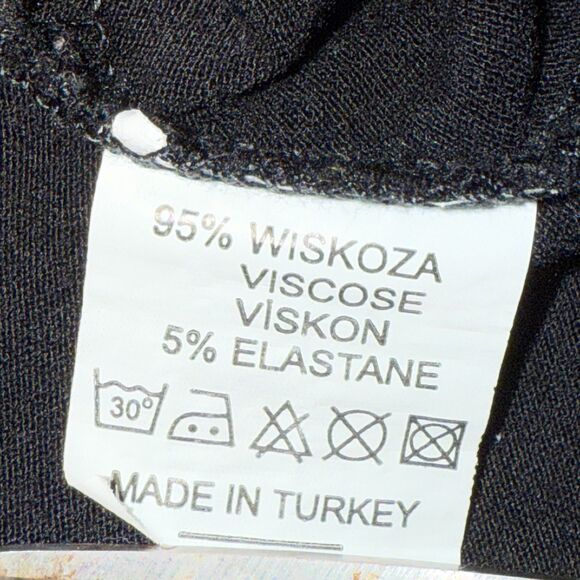 95% WISKOZA
VISCOSE
VİSKON
5% ELASTANE
30°
MADE IN TURKEY